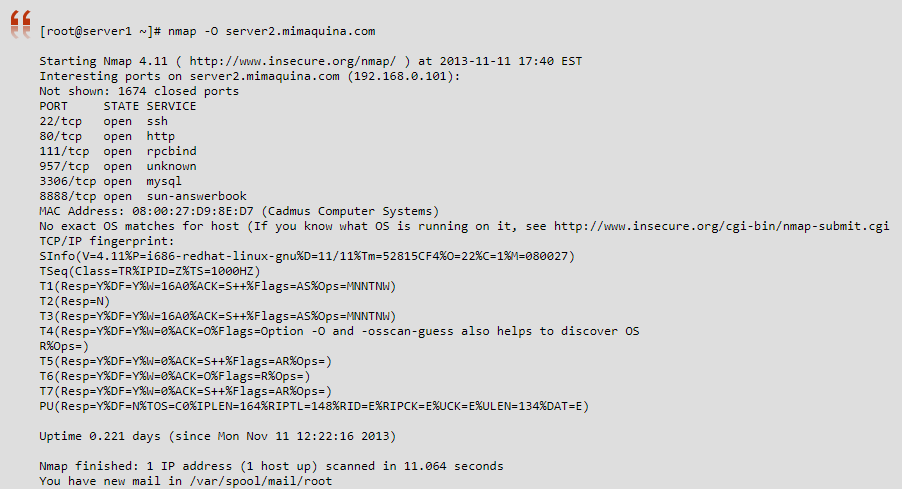 [root@server1 ~]# nmap -O server2.mimaquina.com
Starting Nmap 4.11 ( http://www.insecure.org/nmap/ ) at 2013-11-11 17:40 EST
Interesting ports on server2.mimaquina.com (192.168.0.101):
Not shown: 1674 closed ports
PORT     STATE SERVICE
22/tcp   open  ssh
80/tcp   open  http
111/tcp  open  rpcbind
957/tcp  open  unknown
3306/tcp open  mysql
8888/tcp open  sun-answerbook
MAC Address: 08:00:27:D9:8E:D7 (Cadmus Computer Systems)
No exact OS matches for host (If you know what OS is running on it, see http://www.insecure.org/cgi-bin/nmap-submit.cgi
TCP/IP fingerprint:
SInfo(V=4.11%P=i686-redhat-linux-gnu%D=11/11%Tm=52815CF4%O=22%C=1%M=080027)
TSeq(Class=TR%IPID=Z%TS=1000HZ)
T1(Resp=Y%DF=Y%W=16A0%ACK=S++%Flags=AS%Ops=MNNTNW)
T2(Resp=N)
T3(Resp=Y%DF=Y%W=16A0%ACK=S++%Flags=AS%Ops=MNNTNW)
T4(Resp=Y%DF=Y%W=0%ACK=O%Flags=Option -O and -osscan-guess also helps to discover OS
R%Ops=)
T5(Resp=Y%DF=Y%W=0%ACK=S++%Flags=AR%Ops=)
T6(Resp=Y%DF=Y%W=0%ACK=O%Flags=R%Ops=)
T7(Resp=Y%DF=Y%W=0%ACK=S++%Flags=AR%Ops=)
PU(Resp=Y%DF=N%TOS=C0%IPLEN=164%RIPTL=148%RID=E%RIPCK=E%UCK=E%ULEN=134%DAT=E)
Uptime 0.221 days (since Mon Nov 11 12:22:16 2013)
Nmap finished: 1 IP address (1 host up) scanned in 11.064 seconds
You have new mail in /var/spool/mail/root